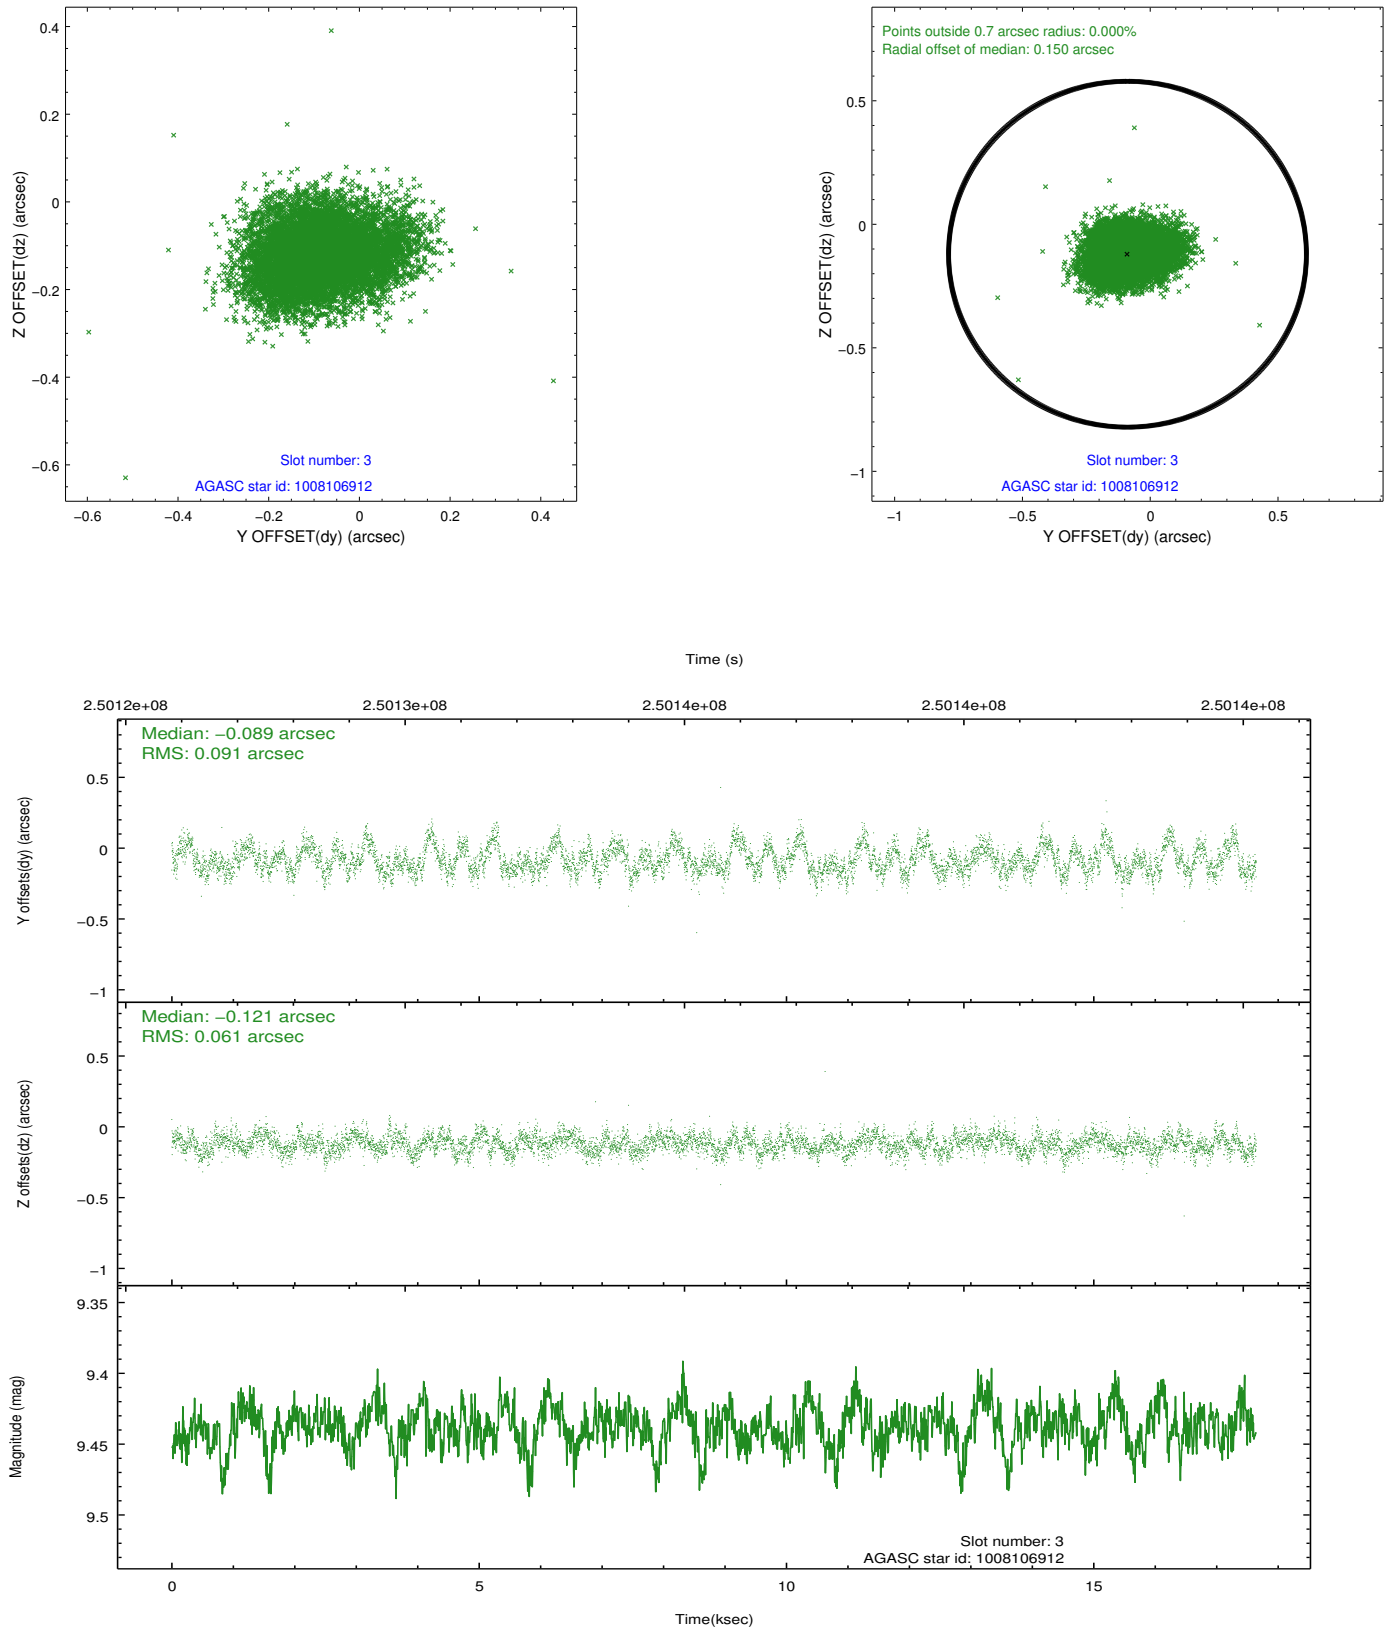 0.4
0.2
0
−0.2
−0.4
−0.6
Z OFFSET(dz) (arcsec)
Slot number: 3
AGASC star id: 1008106912
−0.6 −0.4 −0.2 0 0.2 0.4
Y OFFSET(dy) (arcsec)
Points outside 0.7 arcsec radius: 0.000%
Radial offset of median: 0.150 arcsec
0.5
0
−0.5
−1
Z OFFSET(dz) (arcsec)
Slot number: 3
AGASC star id: 1008106912
−1 −0.5 0 0.5
Y OFFSET(dy) (arcsec)
Time (s)
2.5012e+08 2.5013e+08 2.5014e+08 2.5014e+08 2.5014e+08
Median: −0.089 arcsec
RMS: 0.091 arcsec
0.5
0
−0.5
−1
Y offsets(dy) (arcsec)
Median: −0.121 arcsec
RMS: 0.061 arcsec
0.5
0
−0.5
−1
Z offsets(dz) (arcsec)
9.35
9.4
9.45
9.5
Magnitude (mag)
Slot number: 3
AGASC star id: 1008106912
0 5 10 15
Time(ksec)